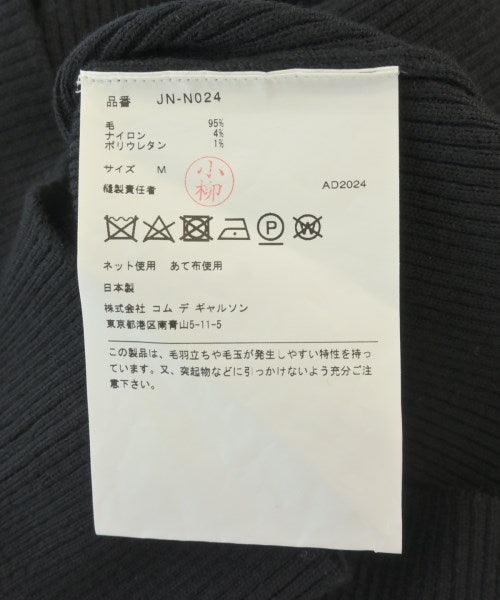 品番 JN-N024
毛 95%
ナイロン 4%
ポリウレタン 1%
サイズ M
小柳
縫製責任者 AD2024
P W
ネット使用 あて布使用
日本製
株式会社 コム デ ギャルソン
東京都港区南青山5-11-5
この製品は、毛羽立ちや毛玉が発生しやすい特性を持っ
ています。又、突起物などに引っかけないよう充分ご注
意下さい。